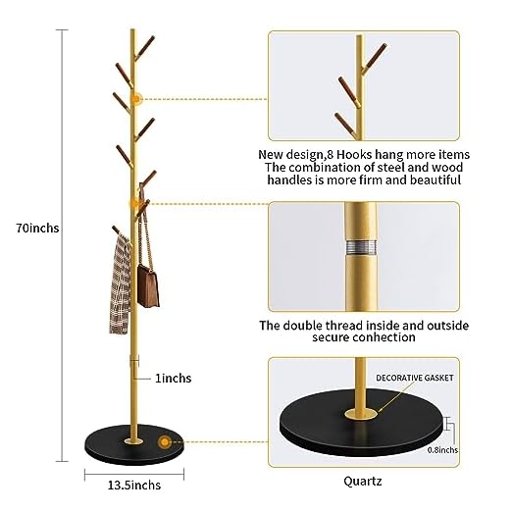 New design,8 Hooks hang more items
The combination of steel and wood
handles is more firm and beautiful
70inchs
The double thread inside and outside
secure conhection
1inchs
DECORATIVE GASKET
0.8inchs
13.5inchs
Quartz